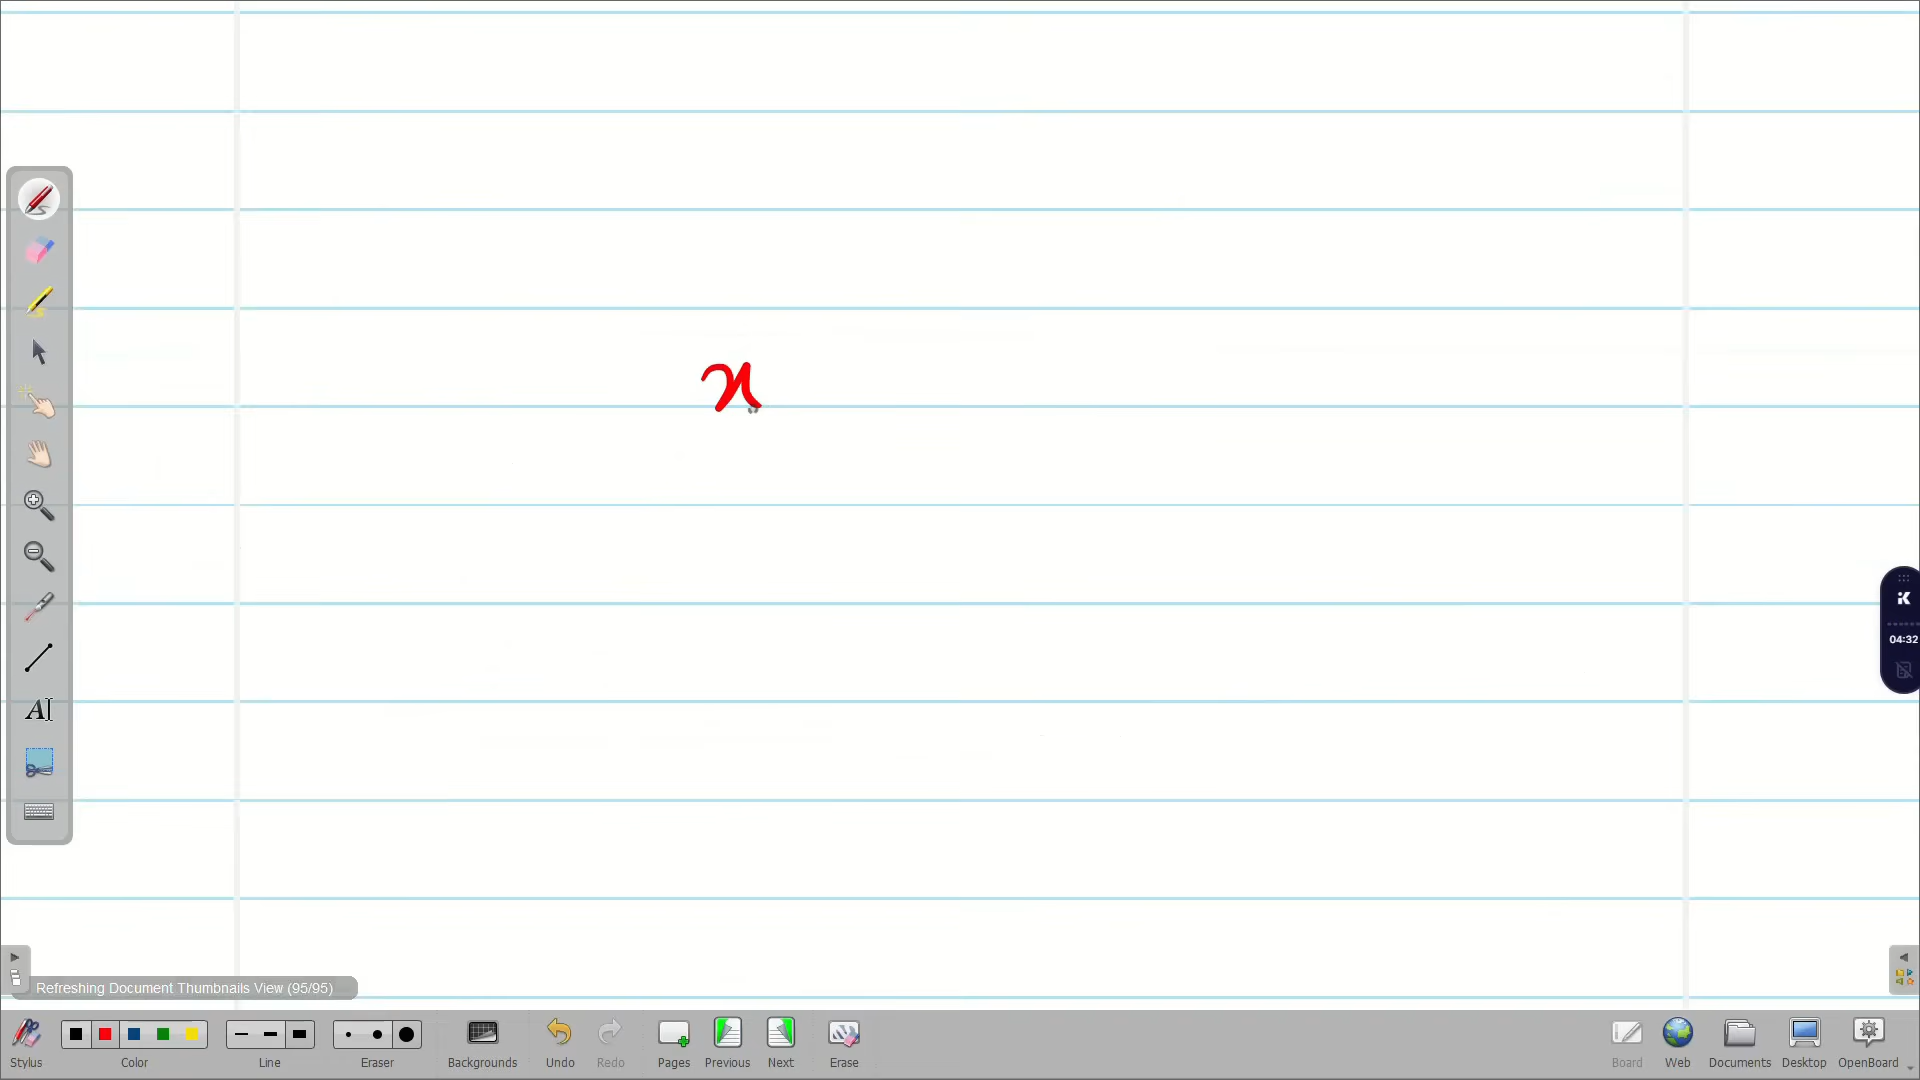 x
04:32
Refreshing Document Thumbnails View (95/95)
Stylus Color Line Eraser Backgrounds Undo Redo Pages Previous Next Erase Board Web Documents Desktop OpenBoard